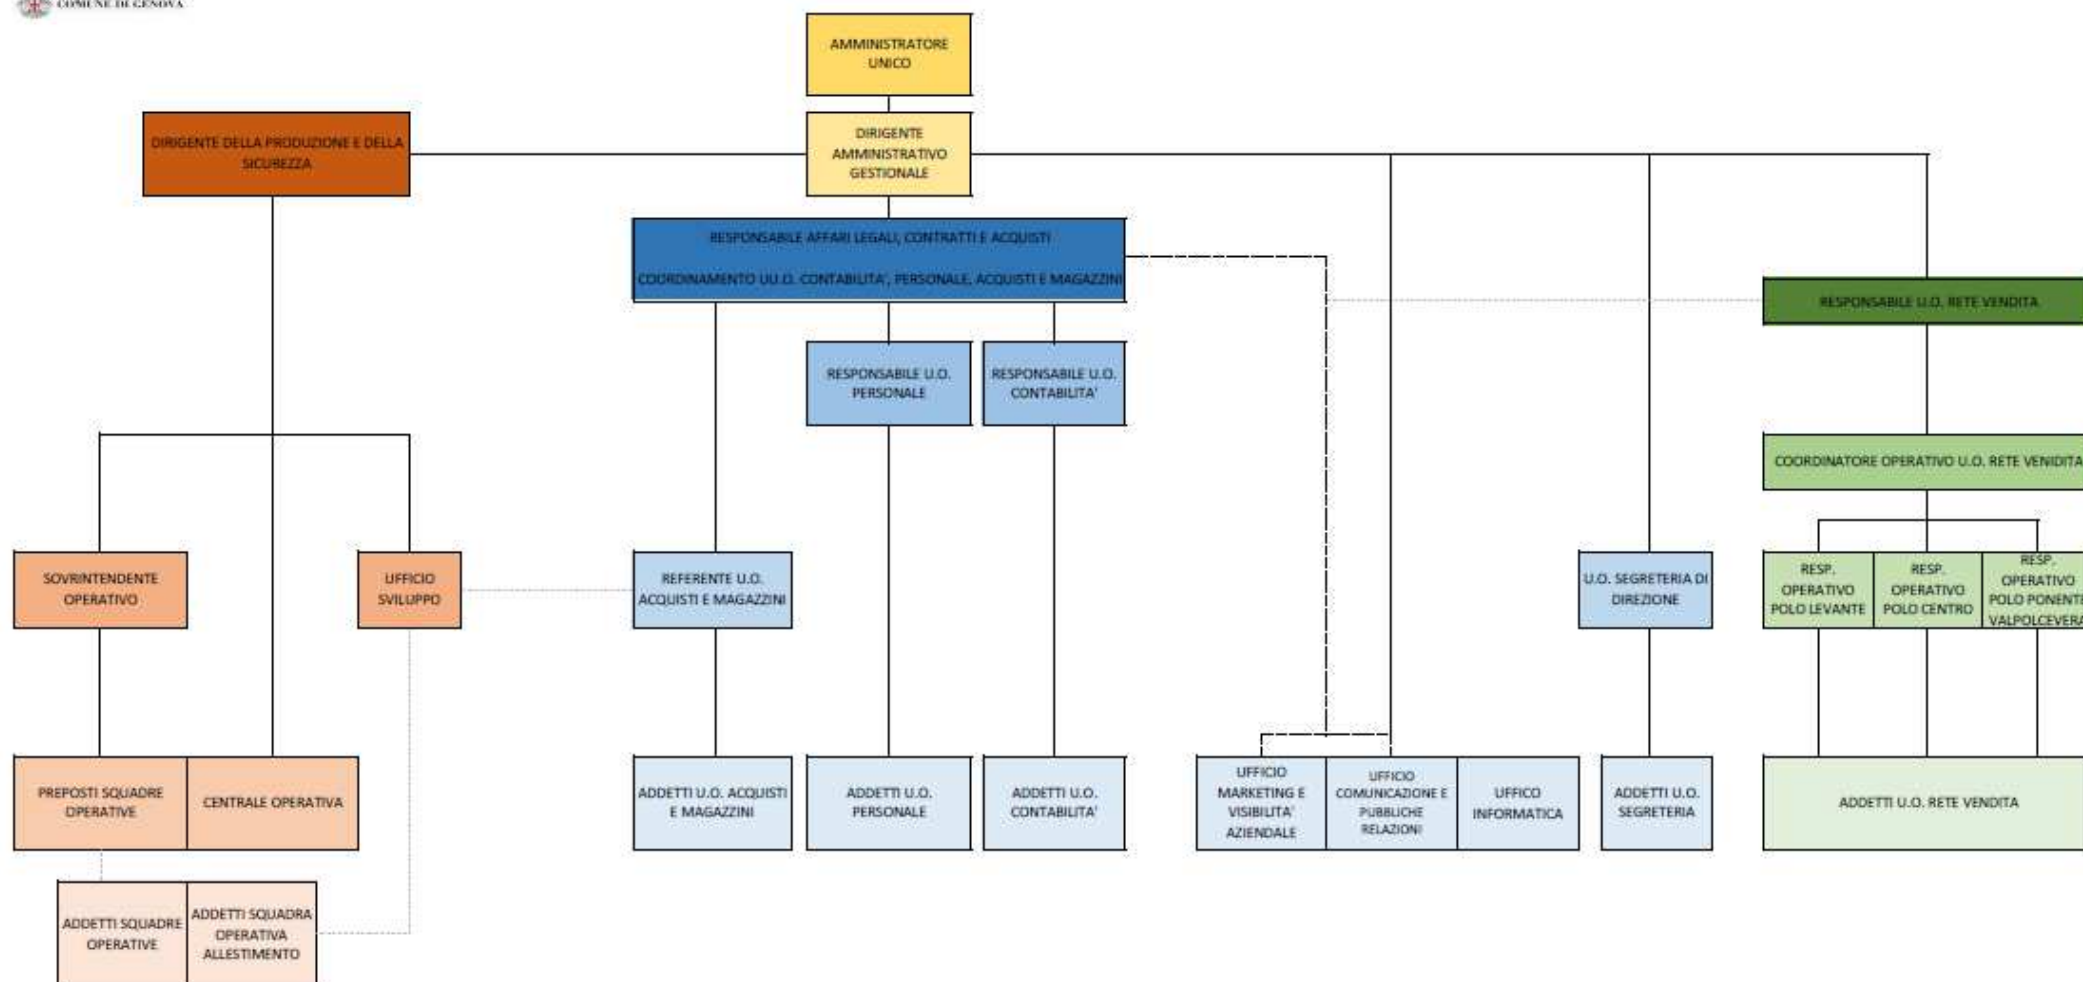 COMUNE DI GENOVA
AMMINISTRATORE
UNICO
DIRIGENTE DELLA PRODUZIONE E DELLA
SICUREZZA
DIRIGENTE
AMMINISTRATIVO
GESTIONALE
RESPONSABILE AFFARI LEGALI, CONTRATTI E ACQUISTI
COORDINAMENTO UU.O. CONTABILITA', PERSONALE, ACQUISTI E MAGAZZINI
RESPONSABILE U.O. RETE VENDITA
RESPONSABILE U.O.
PERSONALE
RESPONSABILE U.O.
CONTABILITA'
COORDINATORE OPERATIVO U.O. RETE VENIDITA
SOVRINTENDENTE
OPERATIVO
UFFICIO
SVILUPPO
REFERENTE U.O.
ACQUISTI E MAGAZZINI
U.O. SEGRETERIA DI
DIREZIONE
RESP.
OPERATIVO
POLO LEVANTE
RESP.
OPERATIVO
POLO CENTRO
RESP.
OPERATIVO
POLO PONENTE
VALPOLCEVERA
PREPOSTI SQUADRE
OPERATIVE
CENTRALE OPERATIVA
ADDETTI U.O. ACQUISTI
E MAGAZZINI
ADDETTI U.O.
PERSONALE
ADDETTI U.O.
CONTABILITA'
UFFICIO
MARKETING E
VISIBILITA'
AZIENDALE
UFFICIO
COMUNICAZIONE E
PUBBLICHE
RELAZIONI
UFFICO
INFORMATICA
ADDETTI U.O.
SEGRETERIA
ADDETTI U.O. RETE VENDITA
ADDETTI SQUADRE
OPERATIVE
ADDETTI SQUADRA
OPERATIVA
ALLESTIMENTO